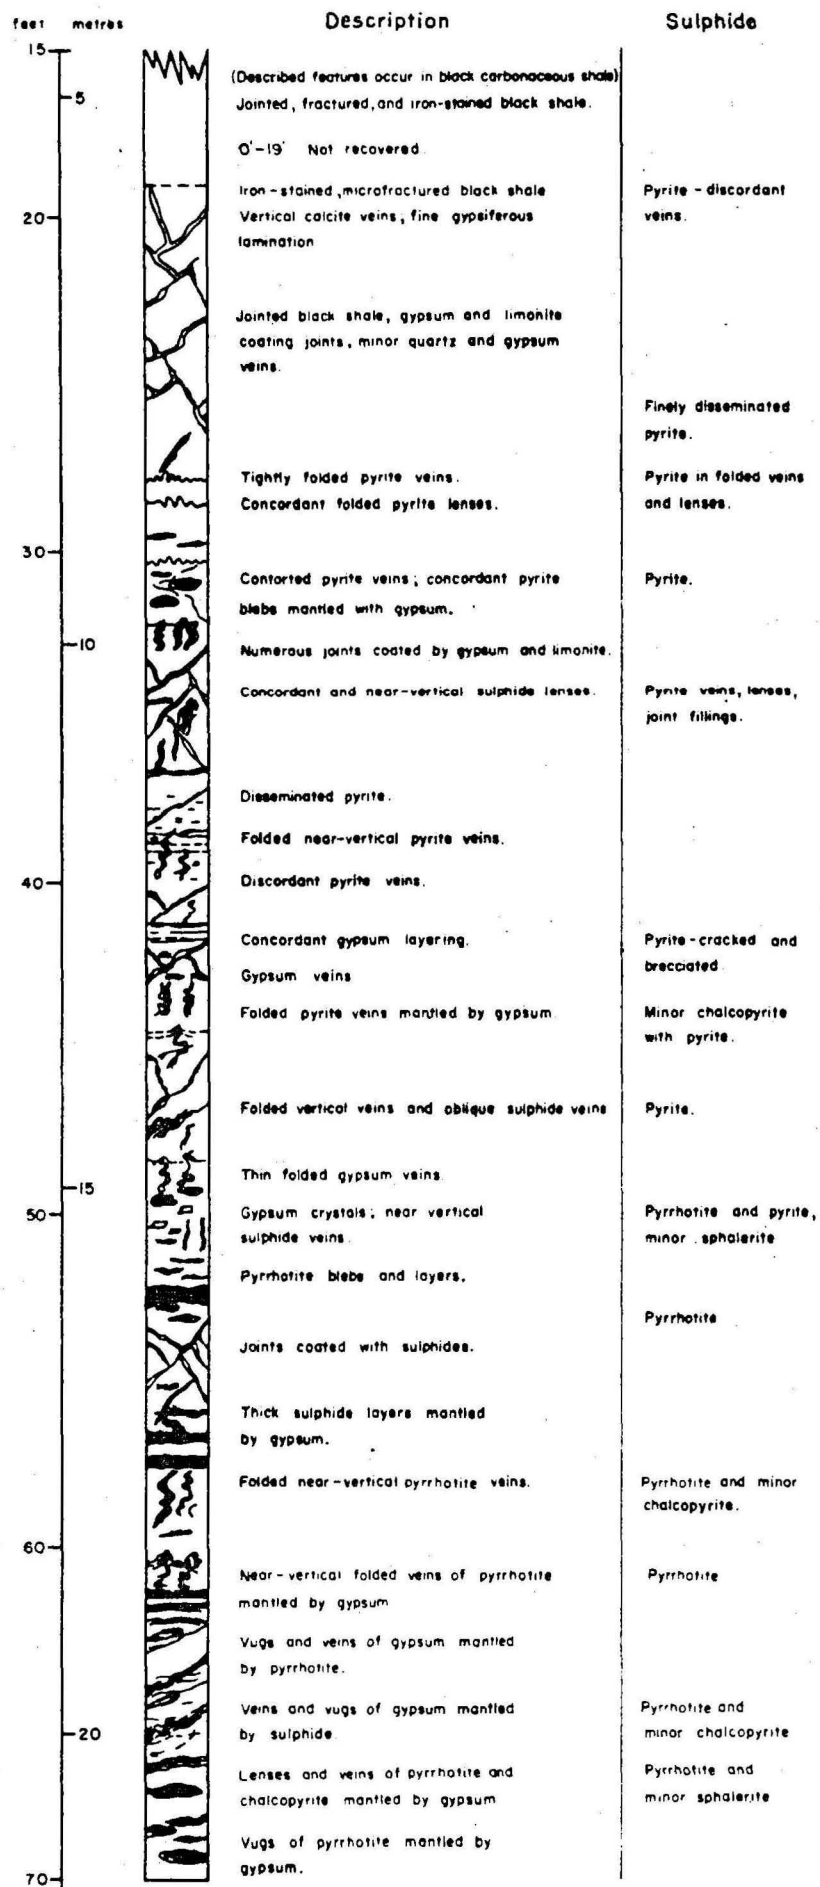 feet metres Description Sulphide
15
(Described features occur in black carbonaceous shale)
5
Jointed, fractured, and iron-stained black shale.
0'-19' Not recovered.
Iron-stained, microfractured black shale
Pyrite - discordant
20
Vertical calcite veins; fine gypsiferous
veins.
lamination
Jointed black shale, gypsum and limonite
coating joints, minor quartz and gypsum
veins.
Finely disseminated
pyrite.
Tightly folded pyrite veins.
Pyrite in folded veins
Concordant folded pyrite lenses.
and lenses.
30
Contorted pyrite veins; concordant pyrite
Pyrite.
blebs mantled with gypsum.
10
Numerous joints coated by gypsum and limonite.
Concordant and near-vertical sulphide lenses.
Pyrite veins, lenses,
joint fillings.
Disseminated pyrite.
Folded near-vertical pyrite veins.
40
Discordant pyrite veins.
Concordant gypsum layering.
Pyrite-cracked and
brecciated
Gypsum veins
Folded pyrite veins mantled by gypsum
Minor chalcopyrite
with pyrite.
Folded vertical veins and oblique sulphide veins
Pyrite.
Thin folded gypsum veins
15
50
Gypsum crystals; near vertical
Pyrrhotite and pyrite,
sulphide veins.
minor sphalerite
Pyrrhotite blebs and layers.
Pyrrhotite
Joints coated with sulphides.
Thick sulphide layers mantled
by gypsum.
Folded near-vertical pyrrhotite veins.
Pyrrhotite and minor
chalcopyrite.
60
Near-vertical folded veins of pyrrhotite
Pyrrhotite
mantled by gypsum
Vugs and veins of gypsum mantled
by pyrrhotite.
Veins and vugs of gypsum mantled
Pyrrhotite and
20
by sulphide
minor chalcopyrite
Lenses and veins of pyrrhotite and
Pyrrhotite and
chalcopyrite mantled by gypsum
minor sphalerite
Vugs of pyrrhotite mantled by
gypsum.
70